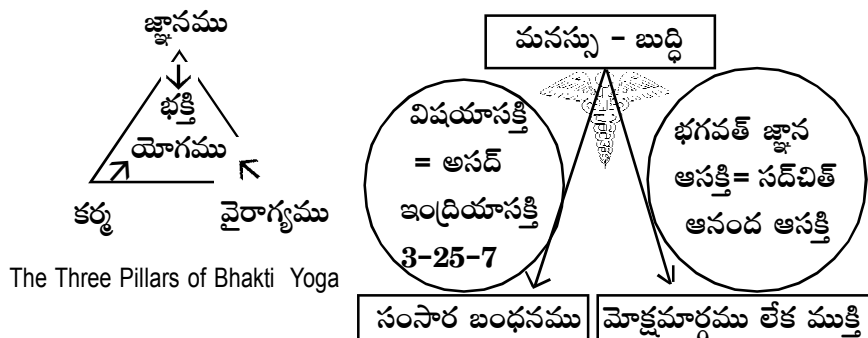 జ్ఞానము
భక్తి
యోగము
కర్మ
వైరాగ్యము
The Three Pillars of Bhakti Yoga
మనస్సు - బుద్ధి
విషయాసక్తి
= అసద్
ఇంద్రియాసక్తి
3-25-7
భగవత్ జ్ఞాన
ఆసక్తి= సద్‌చిత్
ఆనంద ఆసక్తి
సంసార బంధనము
మోక్షమార్గము లేక ముక్తి